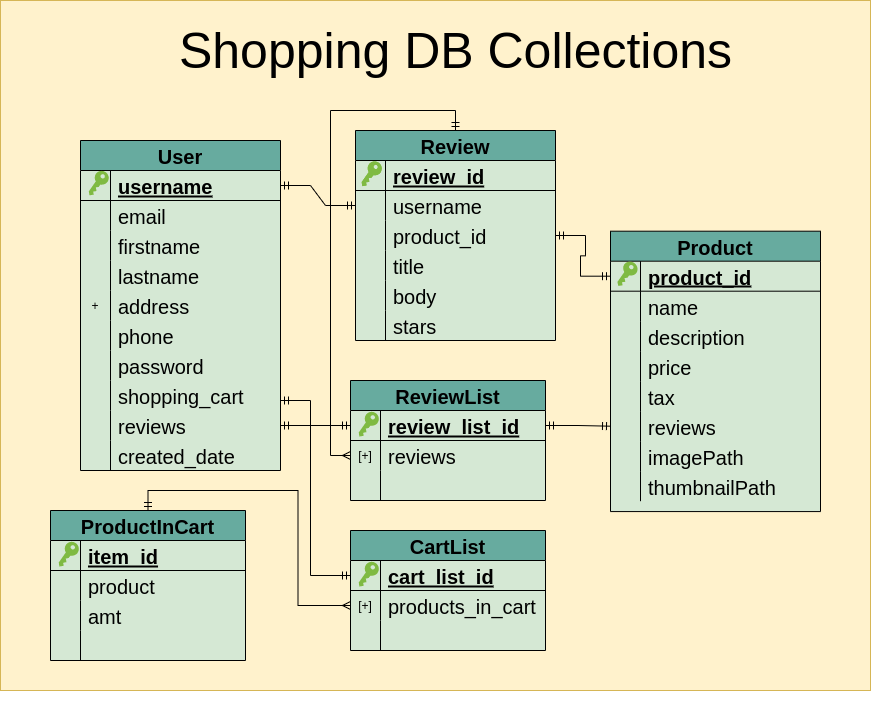 Shopping DB Collections
User
username
email
firstname
lastname
+ address
phone
password
shopping_cart
reviews
created_date
Review
review_id
username
product_id
title
body
stars
Product
product_id
name
description
price
tax
reviews
imagePath
thumbnailPath
ReviewList
review_list_id
[+] reviews
ProductInCart
item_id
product
amt
CartList
cart_list_id
[+] products_in_cart